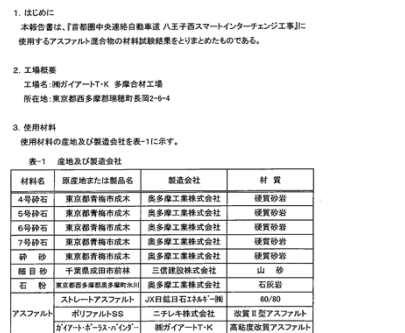 1. はじめに
本報告書は、『首都圏中央連絡自動車道 八王子西スマートインターチェンジ工事』に
使用するアスファルト混合物の材料試験結果をとりまとめたものである。
2. 工場概要
工場名:㈱ガイアートT・K 多摩合材工場
所在地:東京都西多摩郡瑞穂町長岡2-6-4
3. 使用材料
使用材料の産地及び製造会社を表-1に示す。
表-1 産地及び製造会社
材料名 原産地または製品名 製造会社 材 質
4号砕石 東京都青梅市成木 奥多摩工業株式会社 硬質砂岩
5号砕石 東京都青梅市成木 奥多摩工業株式会社 硬質砂岩
6号砕石 東京都青梅市成木 奥多摩工業株式会社 硬質砂岩
7号砕石 東京都青梅市成木 奥多摩工業株式会社 硬質砂岩
砕 砂 東京都青梅市成木 奥多摩工業株式会社 硬質砂岩
細目砂 千葉県成田市前林 三信建設株式会社 山 砂
石 粉 東京都西多摩郡奥多摩町氷川 奥多摩工業株式会社 石灰岩
アスファルト ストレートアスファルト JX日鉱日石エネルギー㈱ 60/80
ポリファルトSS ニチレキ株式会社 改質Ⅱ型アスファルト
ガイアート・ポーラス・バインダー ㈱ガイアートT・K 高粘度改質アスファルト